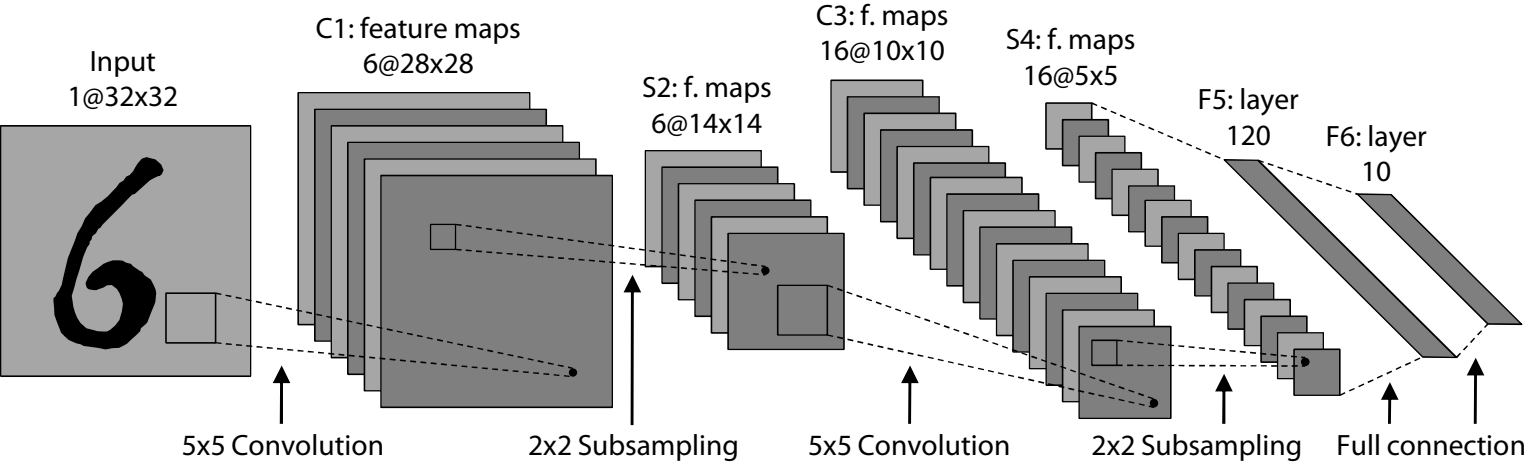 Input
1@32x32
C1: feature maps
6@28x28
S2: f. maps
6@14x14
C3: f. maps
16@10x10
S4: f. maps
16@5x5
F5: layer
120
F6: layer
10
6
5x5 Convolution
2x2 Subsampling
5x5 Convolution
2x2 Subsampling
Full connection